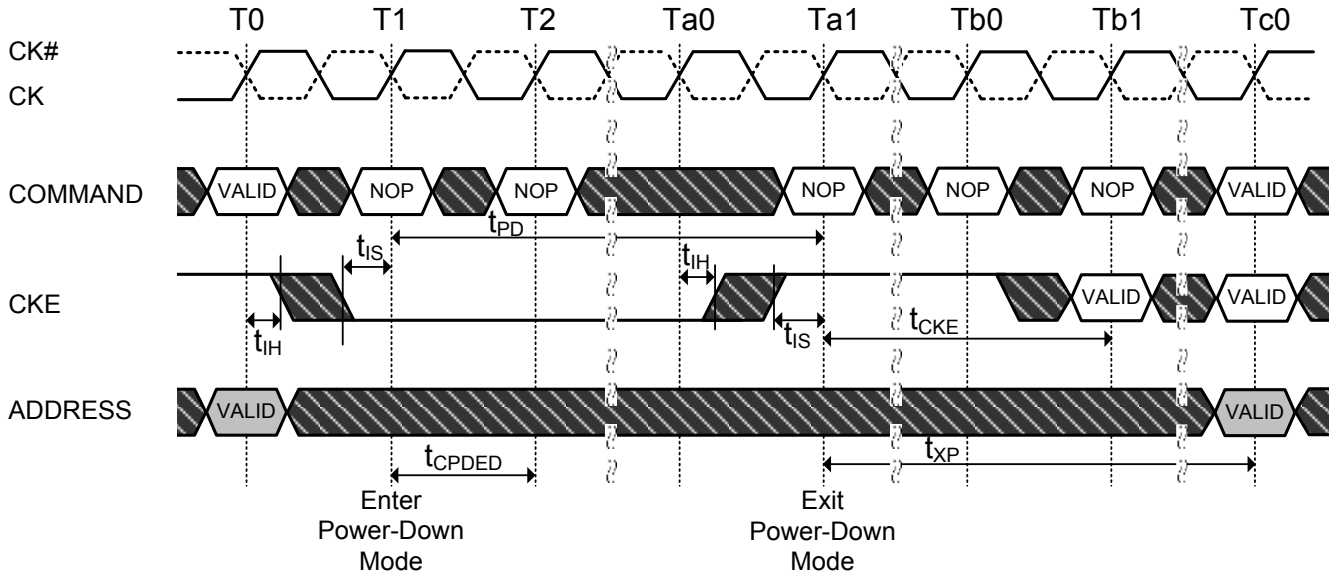 T0 T1 T2 Ta0 Ta1 Tb0 Tb1 Tc0
CK#
CK
COMMAND VALID NOP NOP NOP NOP NOP VALID
tPD
tIS tIH
CKE VALID VALID
tIH tIS tCKE
ADDRESS VALID VALID
tCPDED tXP
Enter
Power-Down
Mode
Exit
Power-Down
Mode